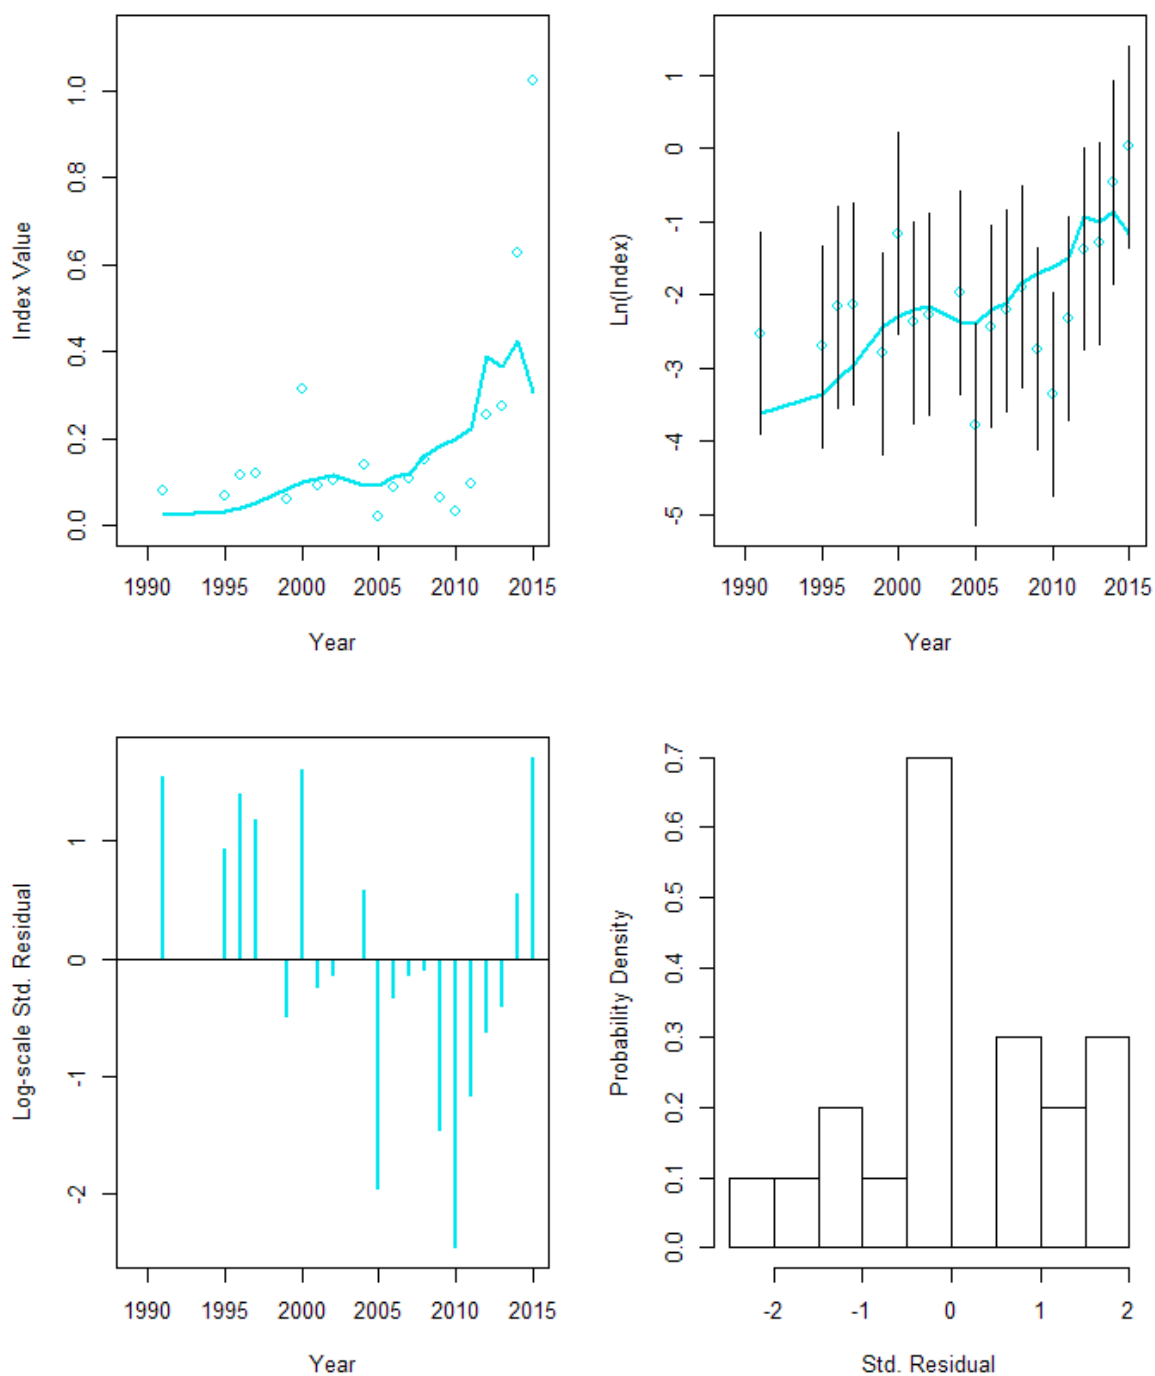 Index Value
1.0
0.8
0.6
0.4
0.2
0.0
1990 1995 2000 2005 2010 2015
Year
Ln(Index)
1
0
-1
-2
-3
-4
-5
1990 1995 2000 2005 2010 2015
Year
Log-scale Std. Residual
1
0
-1
-2
1990 1995 2000 2005 2010 2015
Year
Probability Density
0.7
0.6
0.5
0.4
0.3
0.2
0.1
0.0
-2 -1 0 1 2
Std. Residual